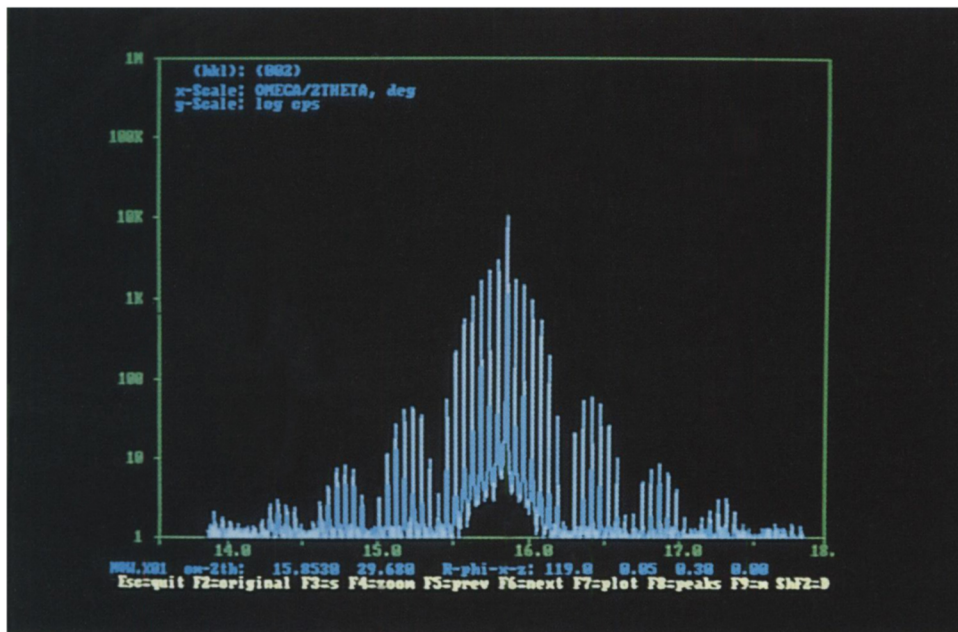 1M
(hkl): (002)
x-Scale: OMEGA/2THETA, deg
y-Scale: log cps
100K
10K
1K
100
10
1
14.0 15.0 16.0 17.0 18.
om-2th: 15.8530 29.680 R-phi-x-z: 119.0 0.05 0.30 0.00
Esc=quit F2=original F3=s F4=zoom F5=prev F6=next F7=plot F8=peaks F9=m ShF2=D